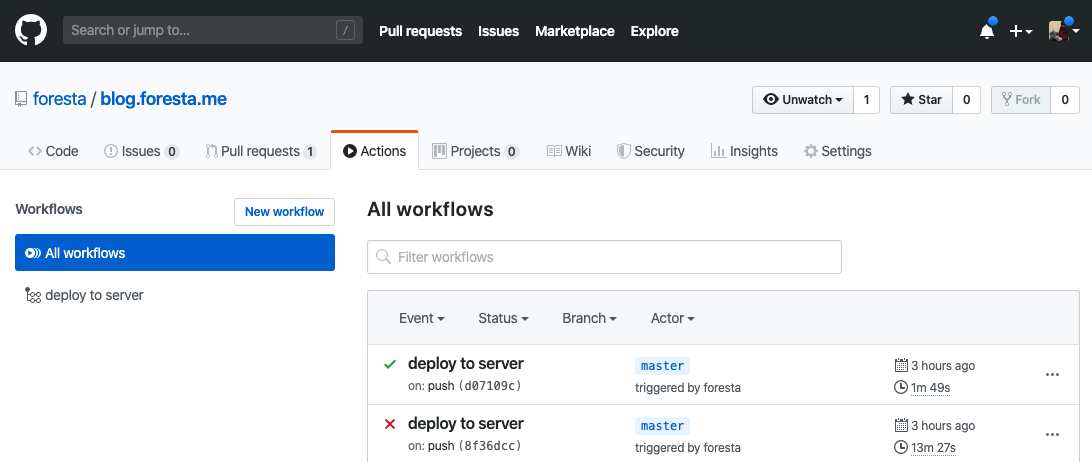 Search or jump to... / Pull requests Issues Marketplace Explore
foresta / blog.foresta.me Unwatch 1 Star 0 Fork 0
Code Issues 0 Pull requests 1 Actions Projects 0 Wiki Security Insights Settings
Workflows New workflow
All workflows
deploy to server
All workflows
Filter workflows
Event Status Branch Actor
deploy to server master 3 hours ago
on: push (d07109c) triggered by foresta 1m 49s
deploy to server master 3 hours ago
on: push (8f36dcc) triggered by foresta 13m 27s